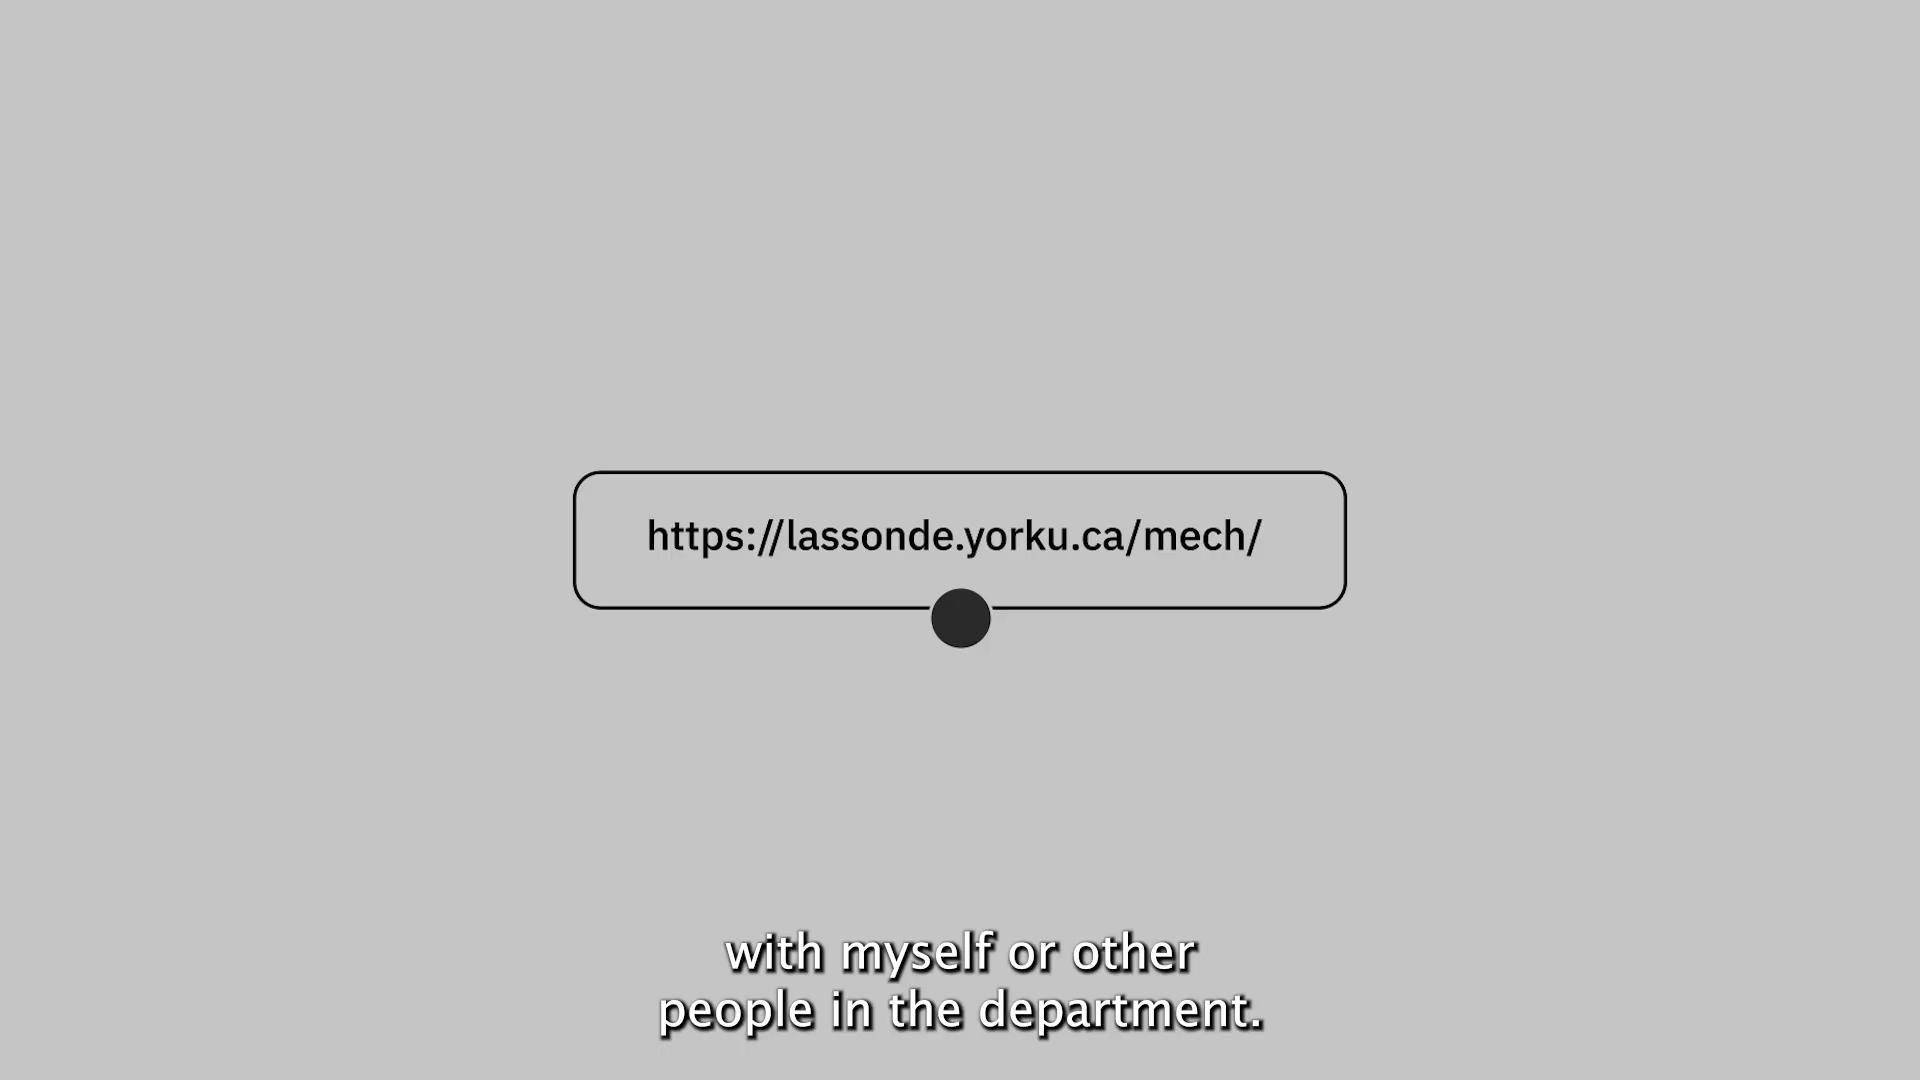 https://lassonde.yorku.ca/mech/
with myself or other
people in the department.